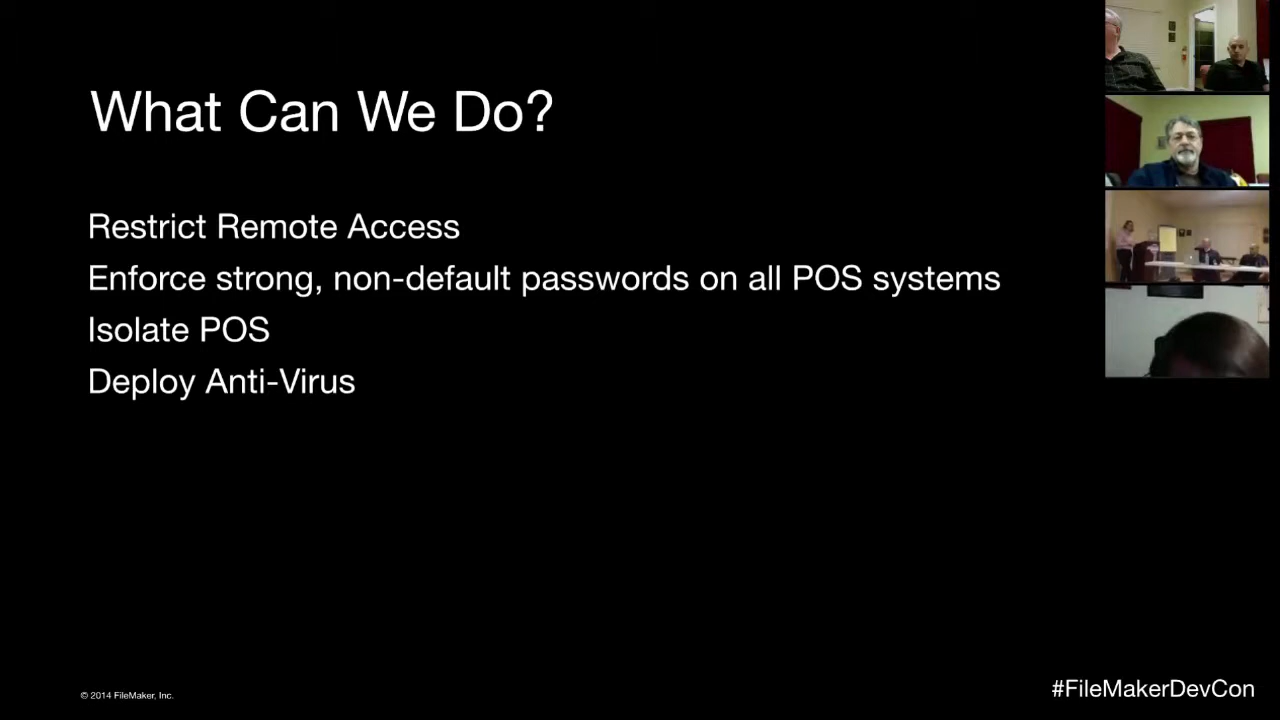 What Can We Do?
Restrict Remote Access
Enforce strong, non-default passwords on all POS systems
Isolate POS
Deploy Anti-Virus
© 2014 FileMaker, Inc.
#FileMakerDevCon